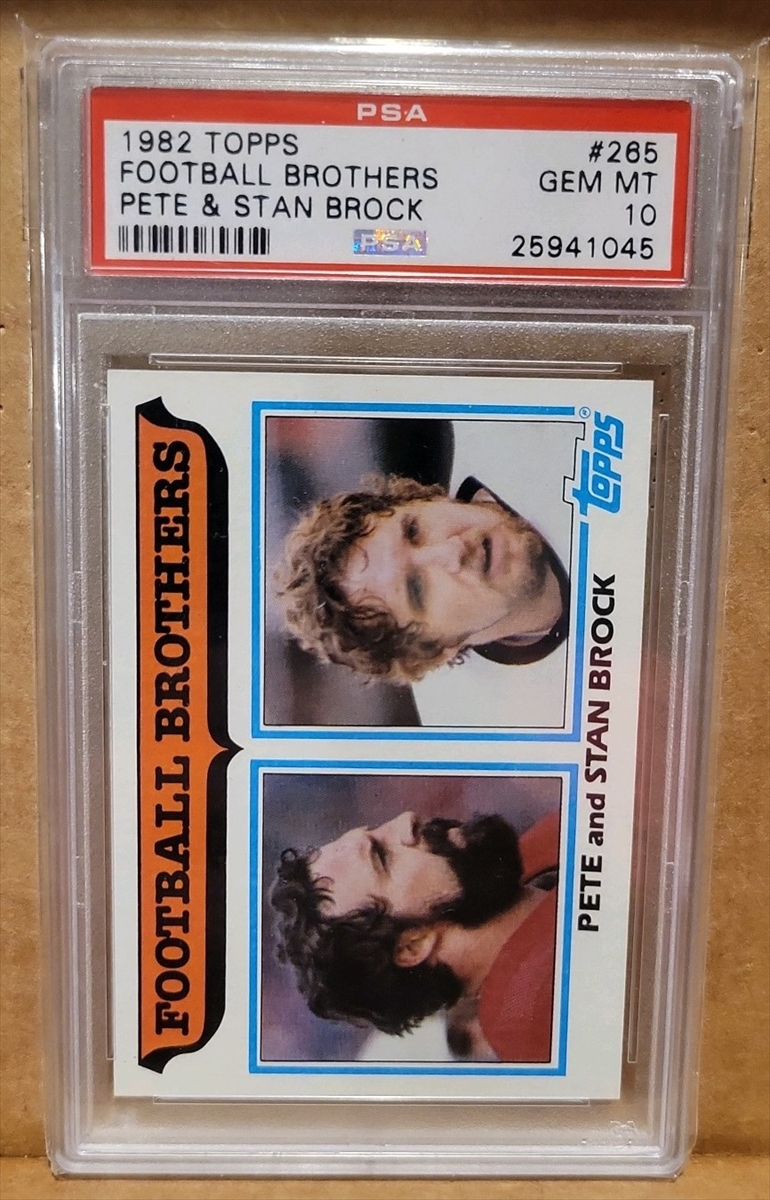 PSA
1982 TOPPS #265
FOOTBALL BROTHERS GEM MT
PETE & STAN BROCK 10
PSA 25941045
FOOTBALL BROTHERS
topps®
PETE and STAN BROCK